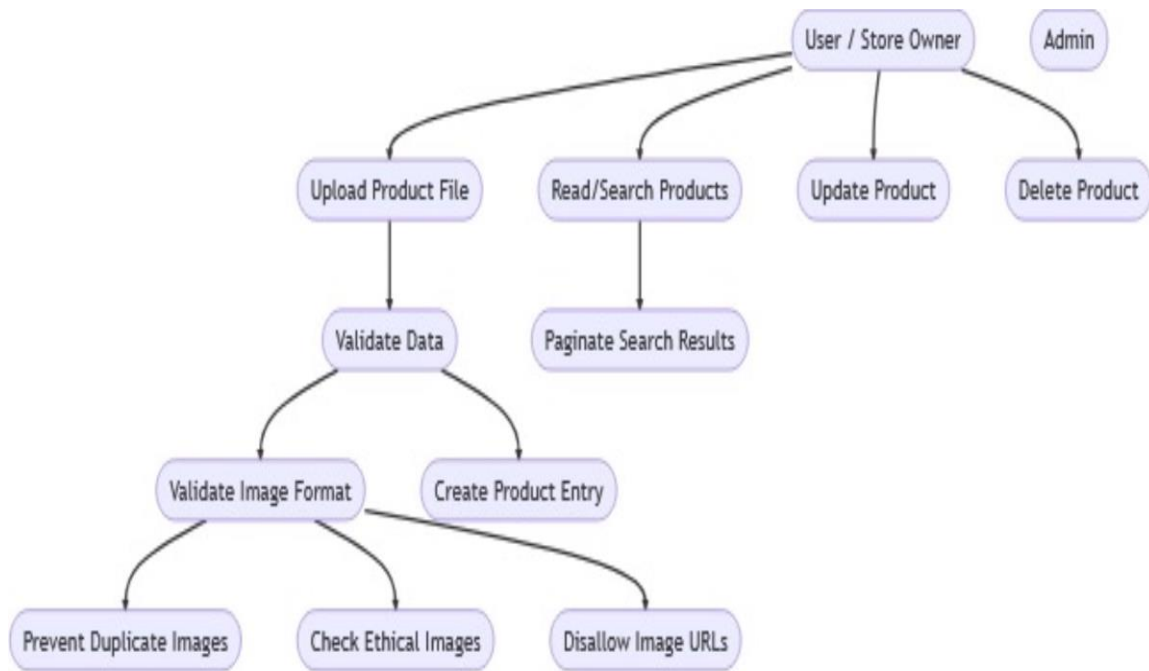 User / Store Owner
Admin
Upload Product File
Read/Search Products
Update Product
Delete Product
Validate Data
Paginate Search Results
Validate Image Format
Create Product Entry
Prevent Duplicate Images
Check Ethical Images
Disallow Image URLs